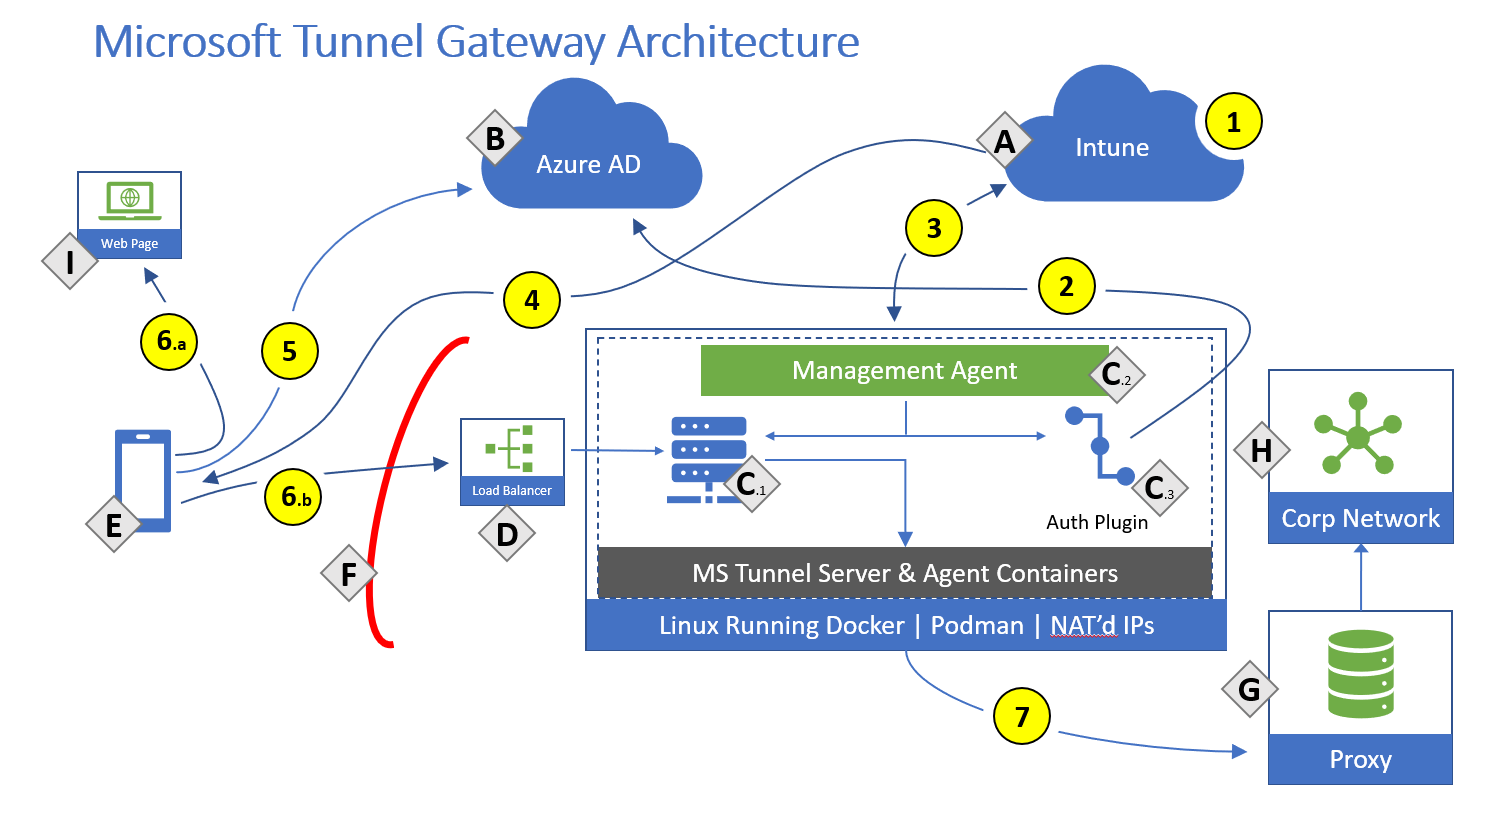 Microsoft Tunnel Gateway Architecture
B
Azure AD
A
Intune
1
Web Page
I
3
2
4
6.a
5
Management Agent
C.2
Load Balancer
D
C.1
C.3
Auth Plugin
H
Corp Network
6.b
E
F
MS Tunnel Server & Agent Containers
Linux Running Docker | Podman | NAT’d IPs
G
Proxy
7